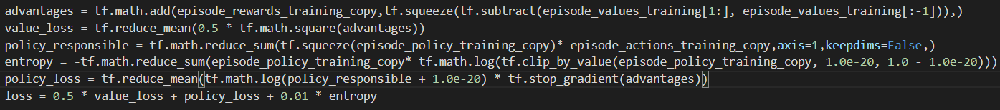 advantages = tf.math.add(episode_rewards_training_copy,tf.squeeze(tf.subtract(episode_values_training[1:], episode_values_training[:-1])),)
value_loss = tf.reduce_mean(0.5 * tf.math.square(advantages))
policy_responsible = tf.math.reduce_sum(tf.squeeze(episode_policy_training_copy)* episode_actions_training_copy,axis=1,keepdims=False,)
entropy = -tf.math.reduce_sum(episode_policy_training_copy* tf.math.log(tf.clip_by_value(episode_policy_training_copy, 1.0e-20, 1.0 - 1.0e-20)))
policy_loss = tf.reduce_mean(tf.math.log(policy_responsible + 1.0e-20) * tf.stop_gradient(advantages))
loss = 0.5 * value_loss + policy_loss + 0.01 * entropy